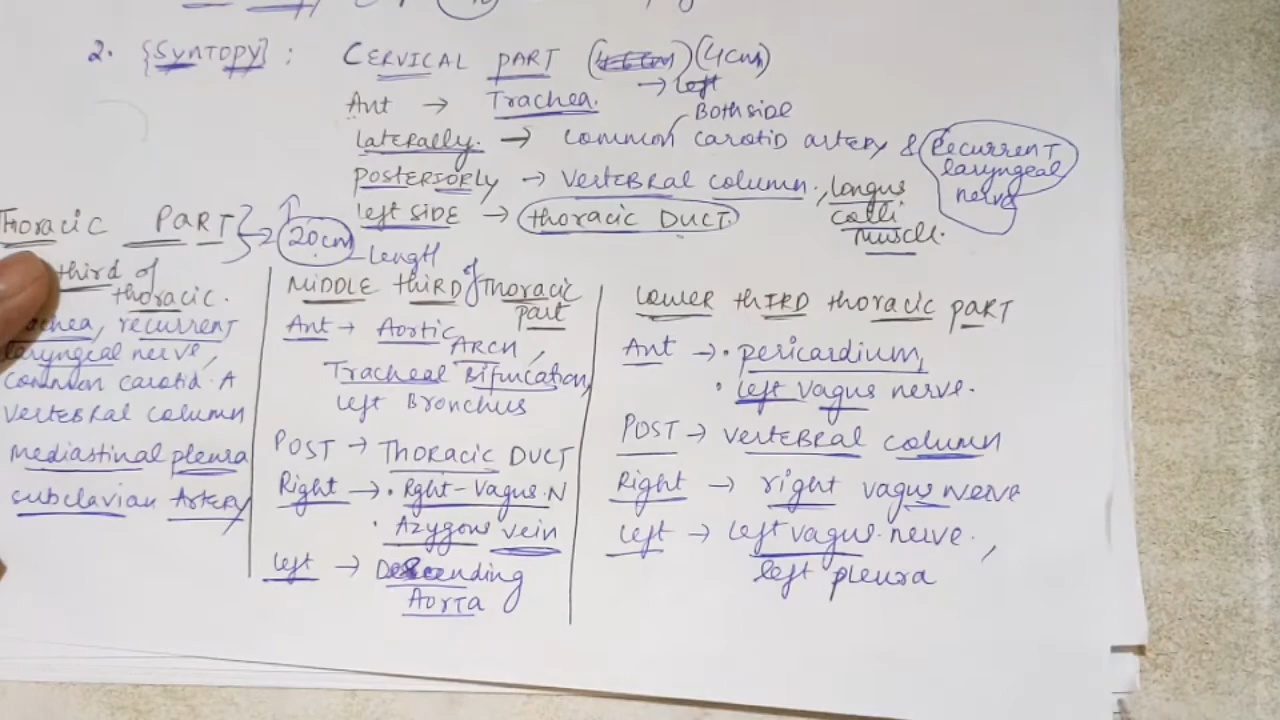 2. {SYNTOPY} : CERVICAL PART (4cm)
→ left
Ant → Trachea.
Bothside
laterally. → common carotid artery & Recurrent laryngeal nerve
POSTERIORLY → vertebral column., longus colli muscle.
left SIDE → thoracic DUCT.
Thoracic PART } → 20cm
Length
third of
thoracic.
recurrent
laryngeal nerve,
common carotid. A
vertebral column
mediastinal pleura
subclavian Artery
MIDDLE thIRD of Thoracic
part
Ant → Aortic
ARCH,
Tracheal Bifurcation,
left Bronchus
POST → Thoracic DUCT
Right → • Rght-Vagus.N
• Azygous vein
left → Descending
Aorta
LOWER thIRD thoracic paRT
Ant → • pericardium,
• left vagus nerve.
POST → vertebral column
Right → right vagus nerve
left → left vagus nerve.,
left pleura